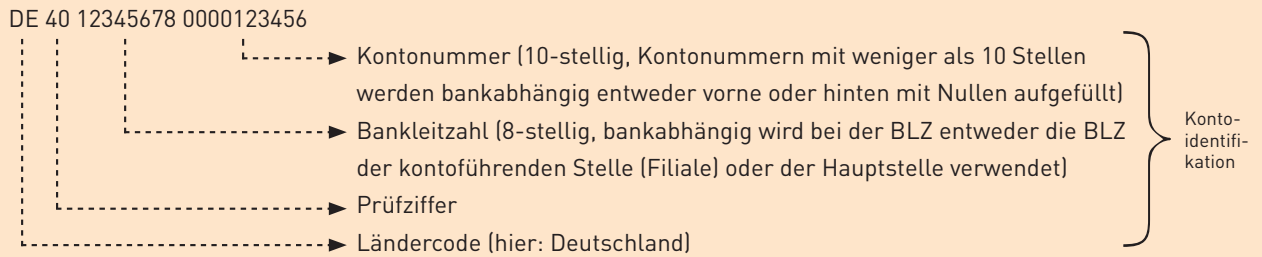 DE 40 12345678 0000123456
Kontonummer (10-stellig, Kontonummern mit weniger als 10 Stellen
werden bankabhängig entweder vorne oder hinten mit Nullen aufgefüllt)
Bankleitzahl (8-stellig, bankabhängig wird bei der BLZ entweder die BLZ
der kontoführenden Stelle (Filiale) oder der Hauptstelle verwendet)
Prüfziffer
Ländercode (hier: Deutschland)
Konto-
identifi-
kation